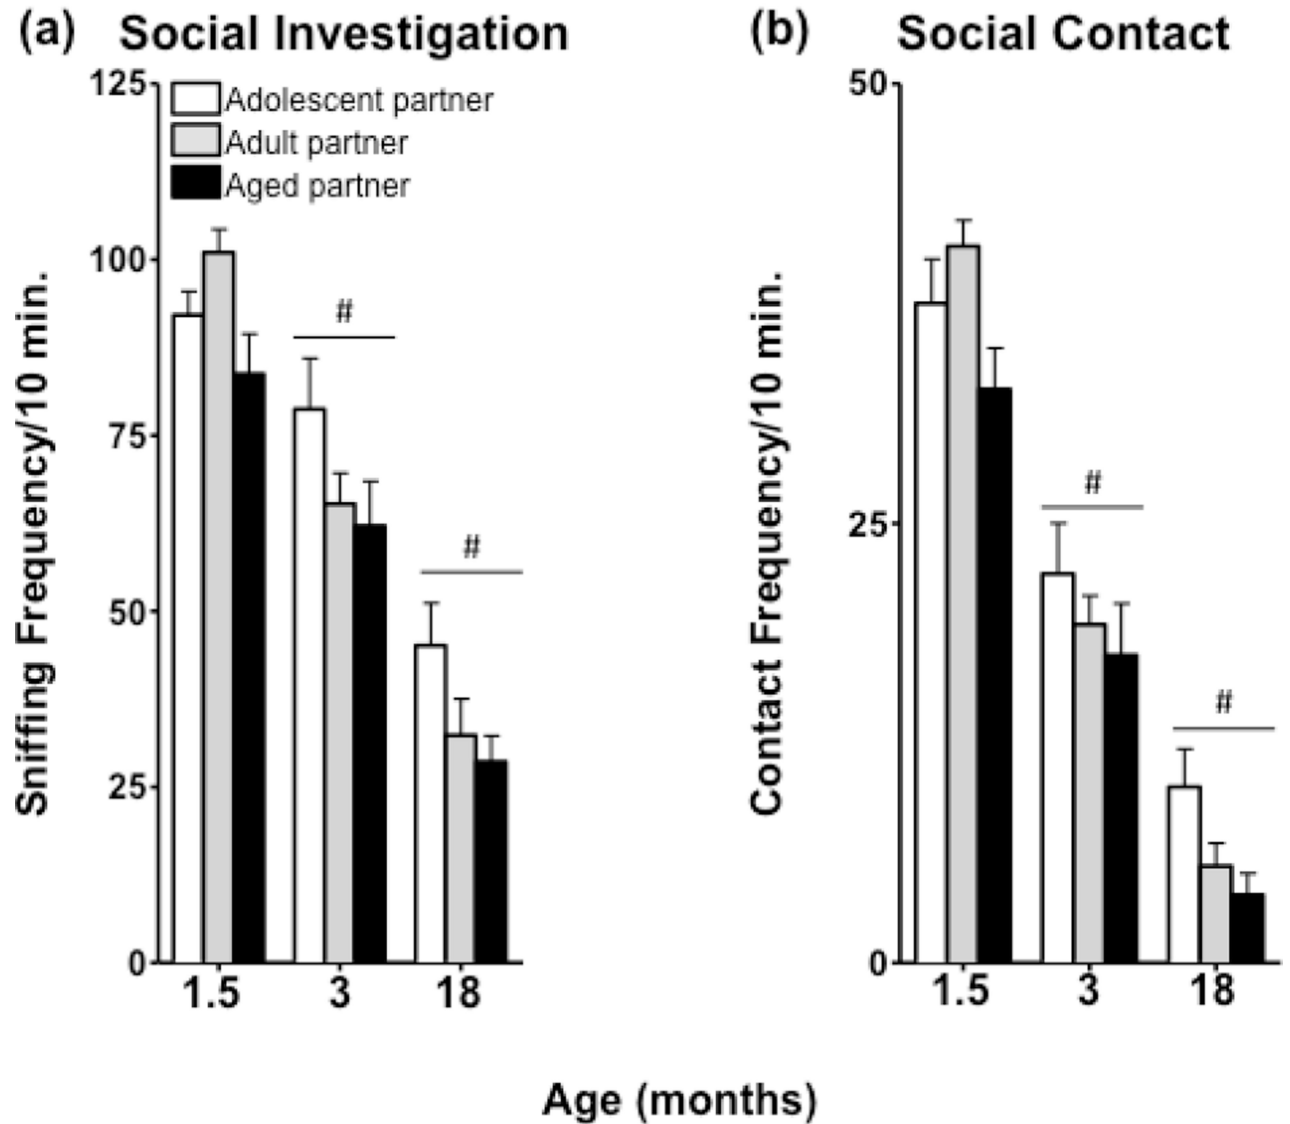 (a) Social Investigation
125
Adolescent partner
Adult partner
Aged partner
100
75
50
25
0
Sniffing Frequency/10 min.
#
#
1.5 3 18
(b) Social Contact
50
25
0
Contact Frequency/10 min.
#
#
1.5 3 18
Age (months)